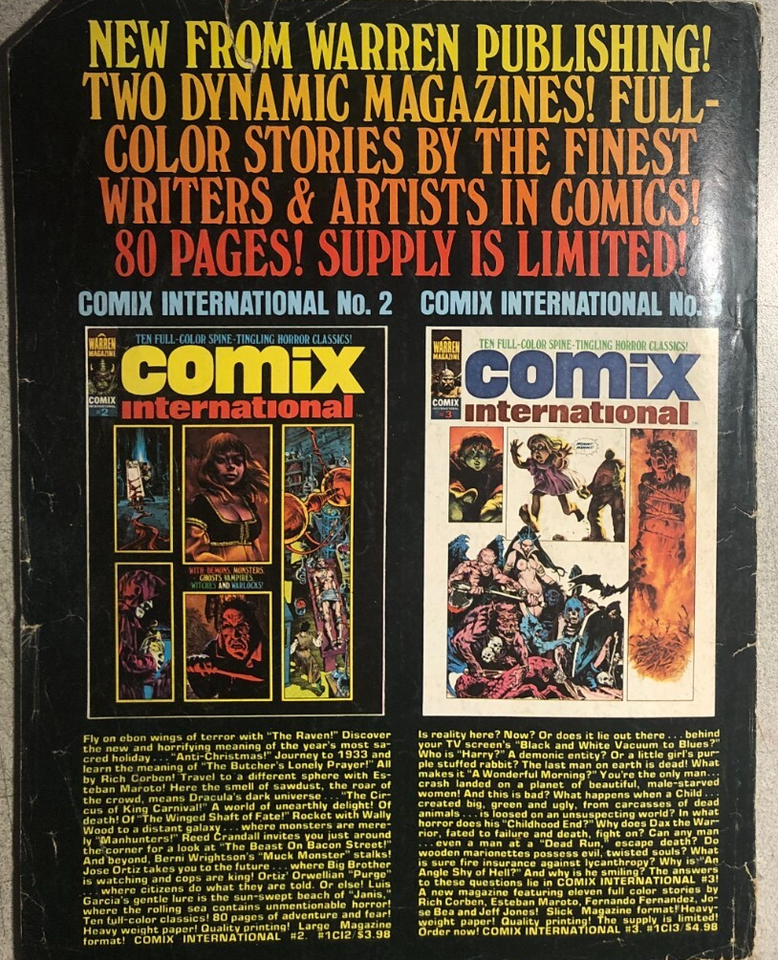 NEW FROM WARREN PUBLISHING!
TWO DYNAMIC MAGAZINES! FULL-
COLOR STORIES BY THE FINEST
WRITERS & ARTISTS IN COMICS!
80 PAGES! SUPPLY IS LIMITED!
COMIX INTERNATIONAL No. 2
WARREN
MAGAZINE
COMIX
INTERNATIONAL
#2
TEN FULL-COLOR SPINE-TINGLING HORROR CLASSICS!
comix
international
WITH DEMONS, MONSTERS,
GHOSTS, VAMPIRES,
WITCHES AND WARLOCKS!
Fly on ebon wings of terror with "The Raven!" Discover
the new and horrifying meaning of the year's most sa-
cred holiday . . . "Anti-Christmas!" Journey to 1933 and
learn the meaning of "The Butcher's Lonely Prayer!" All
by Rich Corben! Travel to a different sphere with Es-
teban Maroto! Here the smell of sawdust, the roar of
the crowd, means Dracula's dark universe . . . "The Cir-
cus of King Carnival!" A world of unearthly delight! Of
death! Of "The Winged Shaft of Fate!" Rocket with Wally
Wood to a distant galaxy . . . where monsters are mere-
ly "Manhunters!" Reed Crandall invites you just around
the corner for a look at "The Beast On Bacon Street!"
And beyond, Berni Wrightson's "Muck Monster" stalks!
Jose Ortiz takes you to the future . . . where Big Brother
is watching and cops are king! Ortiz' Orwellian "Purge"
. . . where citizens do what they are told. Or else! Luis
Garcia's gentle lure is the sun-swept beach of "Janis,"
where the rolling sea contains unmentionable horror!
Ten full-color classics! 80 pages of adventure and fear!
Heavy weight paper! Quality printing! Large Magazine
format! COMIX INTERNATIONAL #2. #1CI2/$3.98
COMIX INTERNATIONAL No. 3
WARREN
MAGAZINE
COMIX
INTERNATIONAL
#3
TEN FULL-COLOR SPINE-TINGLING HORROR CLASSICS!
comix
international
Is reality here? Now? Or does it lie out there . . . behind
your TV screen's "Black and White Vacuum to Blues?"
Who is "Harry?" A demonic entity? Or a little girl's pur-
ple stuffed rabbit? The last man on earth is dead! What
makes it "A Wonderful Morning?" You're the only man . . .
crash landed on a planet of beautiful, male-starved
women! And this is bad? What happens when a Child . . .
created big, green and ugly, from carcasses of dead
animals . . . is loosed on an unsuspecting world? In what
horror does his "Childhood End?" Why does Dax the War-
rior, fated to failure and death, fight on? Can any man
. . . even a man at a "Dead Run," escape death? Do
wooden marionettes possess evil, twisted souls? What
is sure fire insurance against lycanthropy? Why is "An
Angle Shy of Hell?" And why is he smiling? The answers
to these questions lie in COMIX INTERNATIONAL #3!
A new magazine featuring eleven full color stories by
Rich Corben, Esteban Maroto, Fernando Fernandez, Jo-
se Bea and Jeff Jones! Slick Magazine format! Heavy-
weight paper! Quality printing! The supply is limited!
Order now! COMIX INTERNATIONAL #3. #1CI3/$4.98